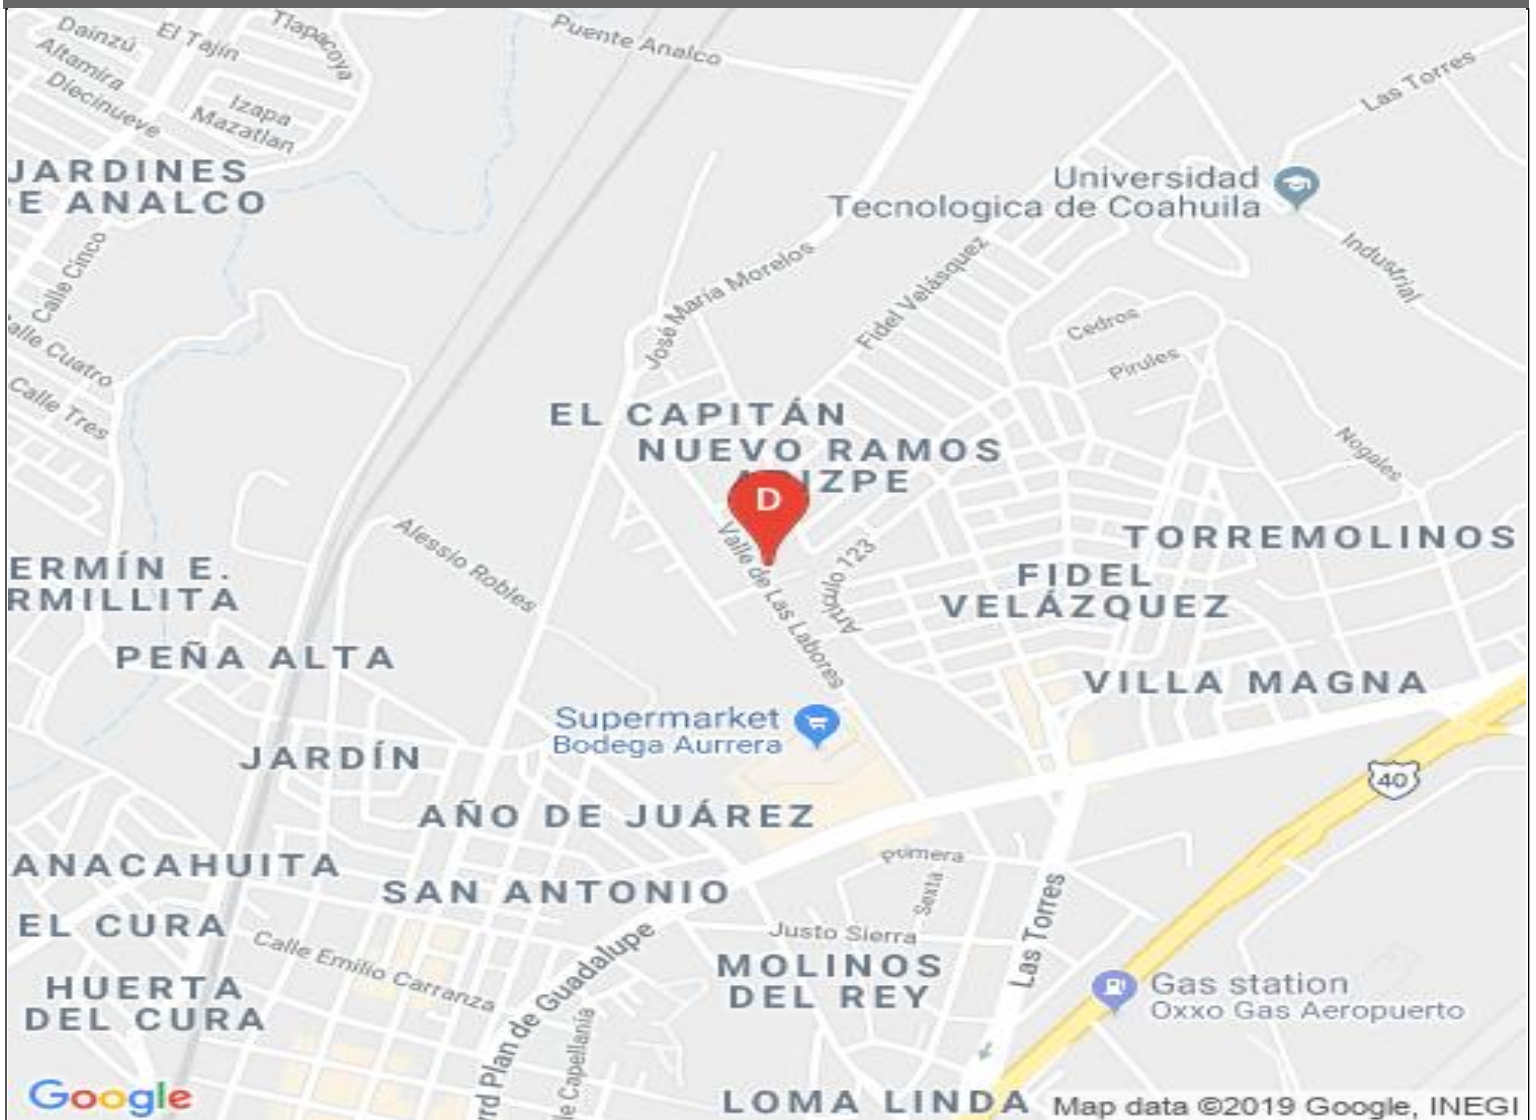 Dainzú
El Tajín
Tlapacoya
Puente Analco
Altamira
Diecinueve
Izapa
Mazatlan
Las Torres
JARDINES
E ANALCO
Universidad
Tecnologica de Coahuila
Calle Cinco
José María Morelos
Fidel Velásquez
Industrial
alle Cuatro
Cedros
Pirules
Calle Tres
EL CAPITÁN
NUEVO RAMOS
IZPE
D
Nogales
Alessio Robles
Valle de Las Labores
Artículo 123
TORREMOLINOS
ERMÍN E.
RMILLITA
FIDEL
VELÁZQUEZ
PEÑA ALTA
VILLA MAGNA
Supermarket
Bodega Aurrera
JARDÍN
40
AÑO DE JUÁREZ
ANACAHUITA
Primera
SAN ANTONIO
Sexta
EL CURA
Calle Emilio Carranza
Justo Sierra
Las Torres
MOLINOS
DEL REY
HUERTA
DEL CURA
rd Plan de Guadalupe
le Capellanía
Gas station
Oxxo Gas Aeropuerto
Google
LOMA LINDA
Map data ©2019 Google, INEGI